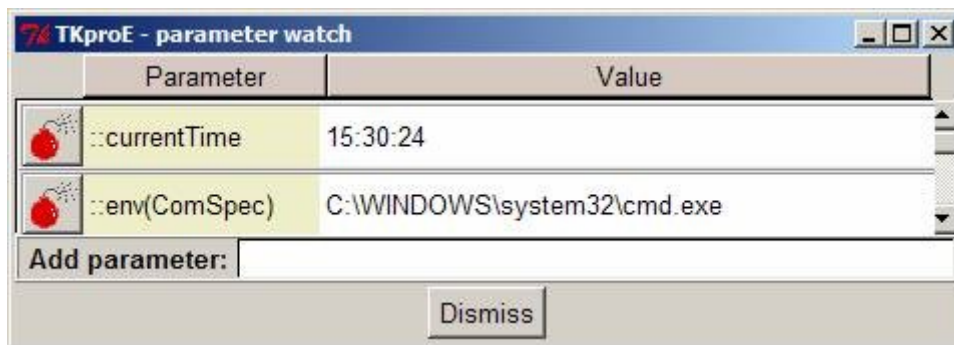 TKproE - parameter watch
Parameter Value
::currentTime 15:30:24
::env(ComSpec) C:\WINDOWS\system32\cmd.exe
Add parameter:
Dismiss